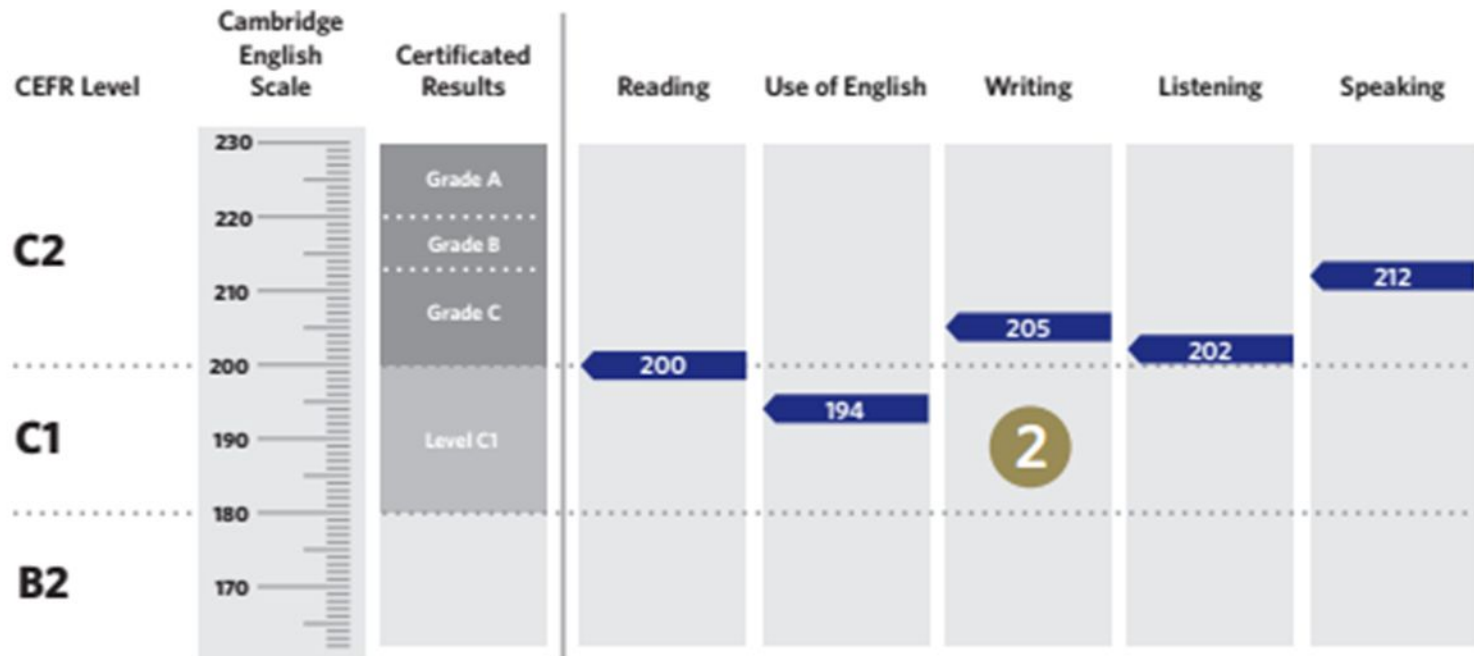 Cambridge
English
Scale
Certificated
Results
CEFR Level
Reading
Use of English
Writing
Listening
Speaking
230
Grade A
220
Grade B
C2
212
210
Grade C
205
202
200
200
194
C1
190
Level C1
2
180
B2
170